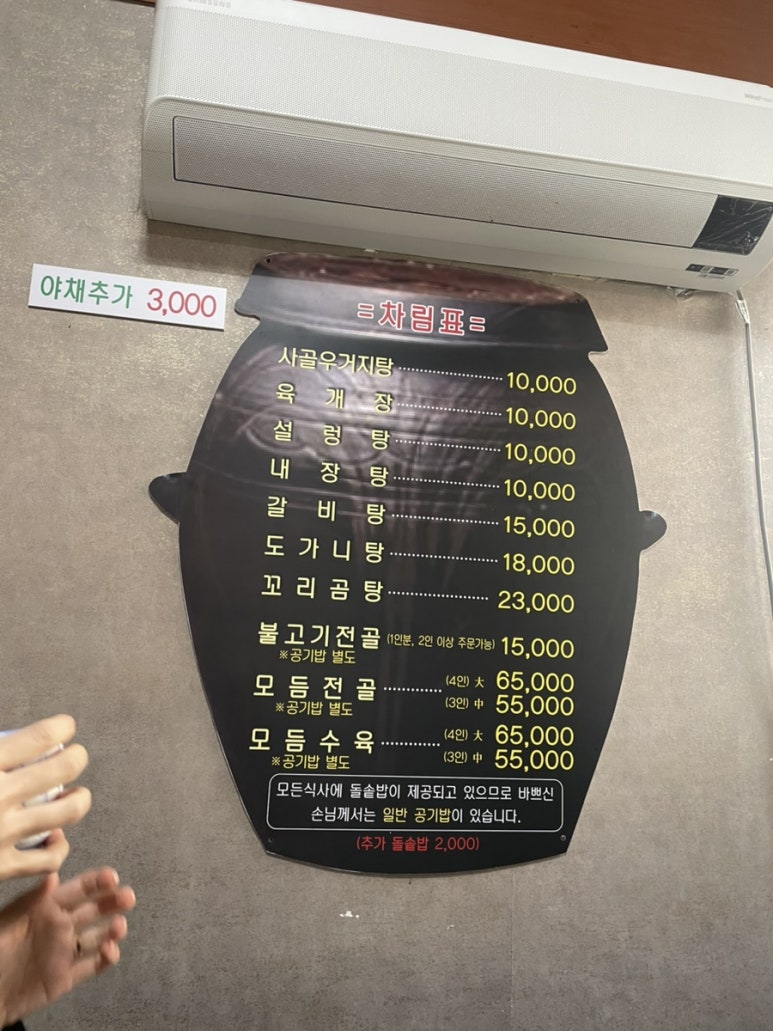 SAMSUNG
야채추가 3,000
=차림표=
사골우거지탕 10,000
육개장 10,000
설렁탕 10,000
내장탕 10,000
갈비탕 15,000
도가니탕 18,000
꼬리곰탕 23,000
불고기전골 (1인분, 2인 이상 주문가능) 15,000
※공기밥 별도
모듬전골 (4인) 大 65,000
※공기밥 별도 (3인) 中 55,000
모듬수육 (4인) 大 65,000
※공기밥 별도 (3인) 中 55,000
모든식사에 돌솥밥이 제공되고 있으므로 바쁘신
손님께서는 일반 공기밥이 있습니다.
(추가 돌솥밥 2,000)